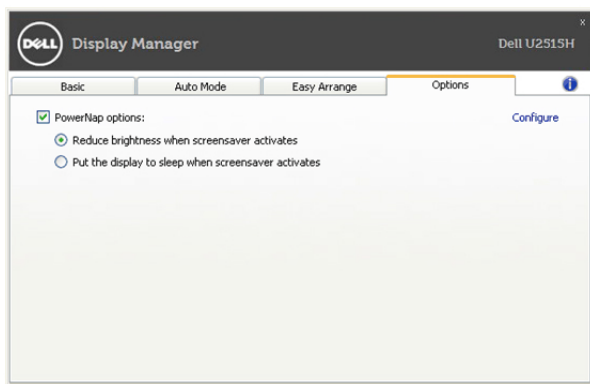 x
DELL Display Manager Dell U2515H
Basic Auto Mode Easy Arrange Options i
PowerNap options: Configure
Reduce brightness when screensaver activates
Put the display to sleep when screensaver activates